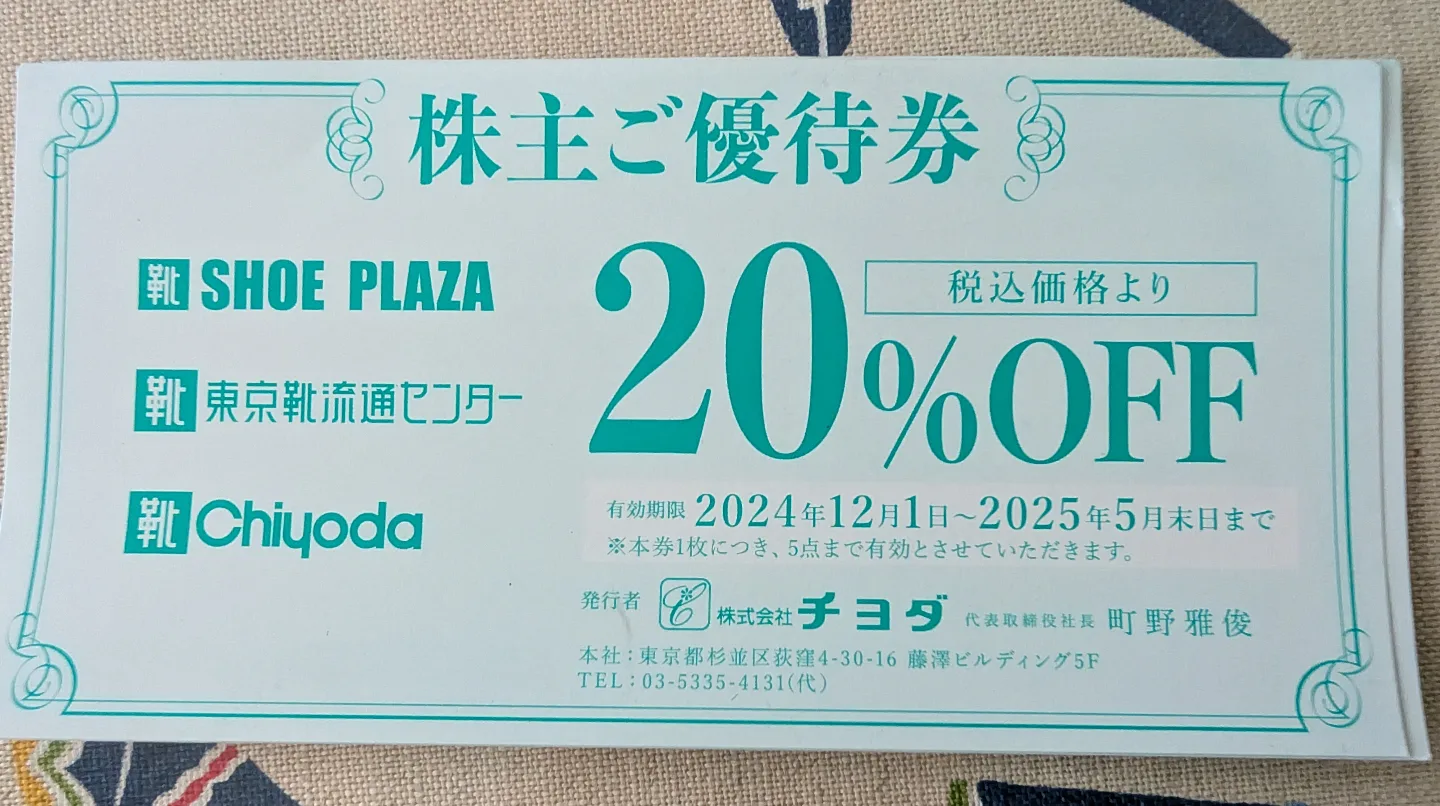 株主ご優待券
靴 SHOE PLAZA
靴 東京靴流通センター
靴 Chiyoda
税込価格より
20%OFF
有効期限 2024年12月1日~2025年5月末日まで
※本券1枚につき、5点まで有効とさせていただきます。
発行者 株式会社チヨダ 代表取締役社長 町野雅俊
本社:東京都杉並区荻窪4-30-16 藤澤ビルディング5F
TEL:03-5335-4131(代)